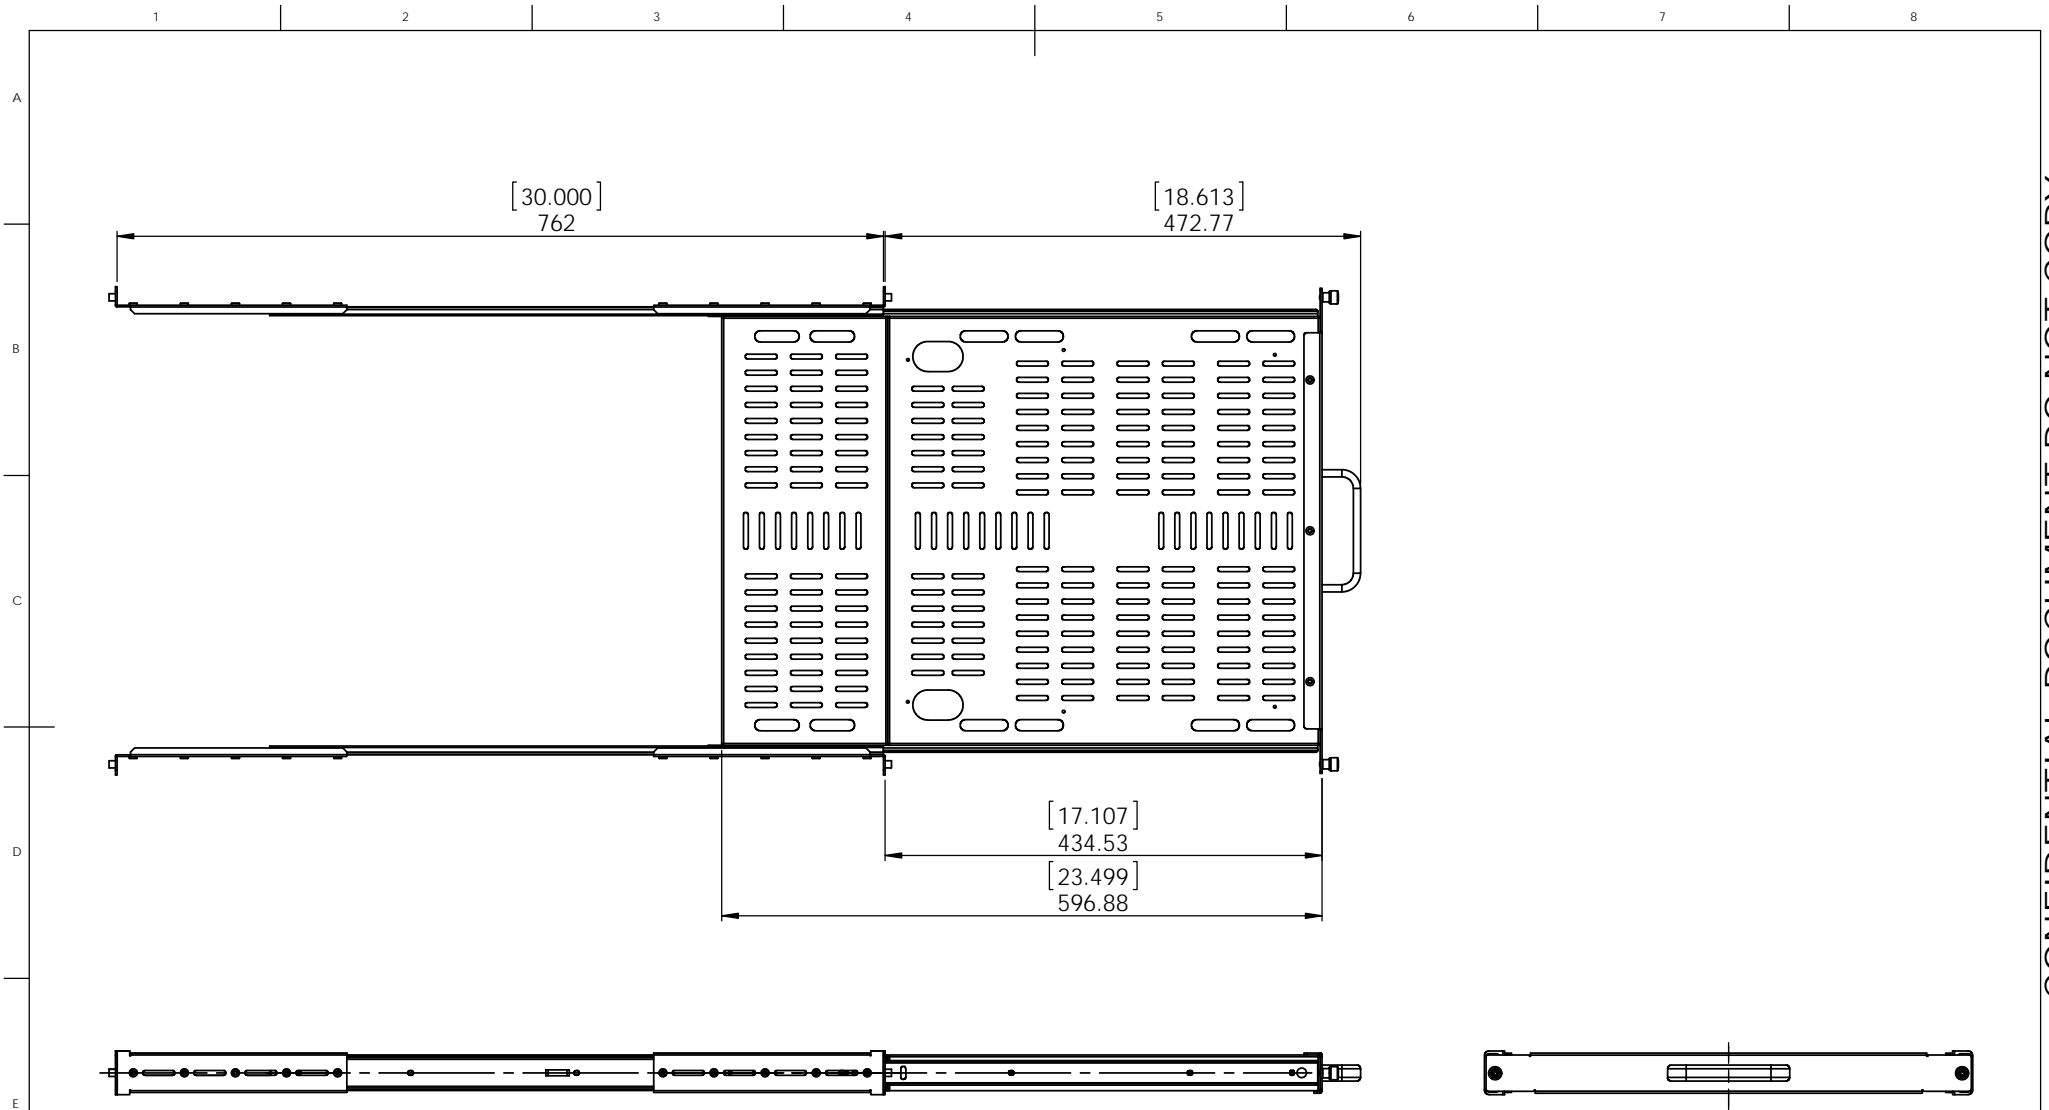 1 2 3 4 5 6 7 8
A
[30.000]
762
[18.613]
472.77
B
C
[17.107]
434.53
D
[23.499]
596.88
E
CONFIDENTIAL DOCUMENT DO NOT COPY